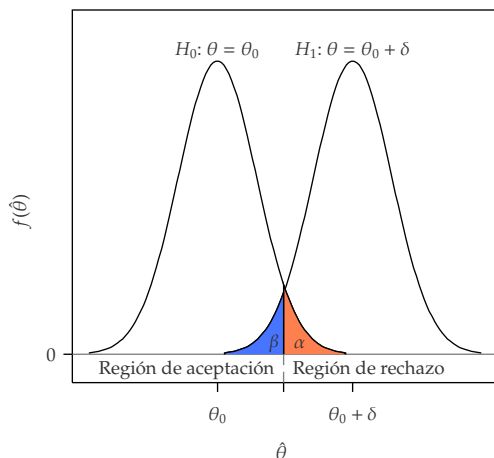 H₀: θ = θ₀
H₁: θ = θ₀ + δ
f(θ̂)
0
β
α
Región de aceptación
Región de rechazo
θ₀
θ₀ + δ
θ̂